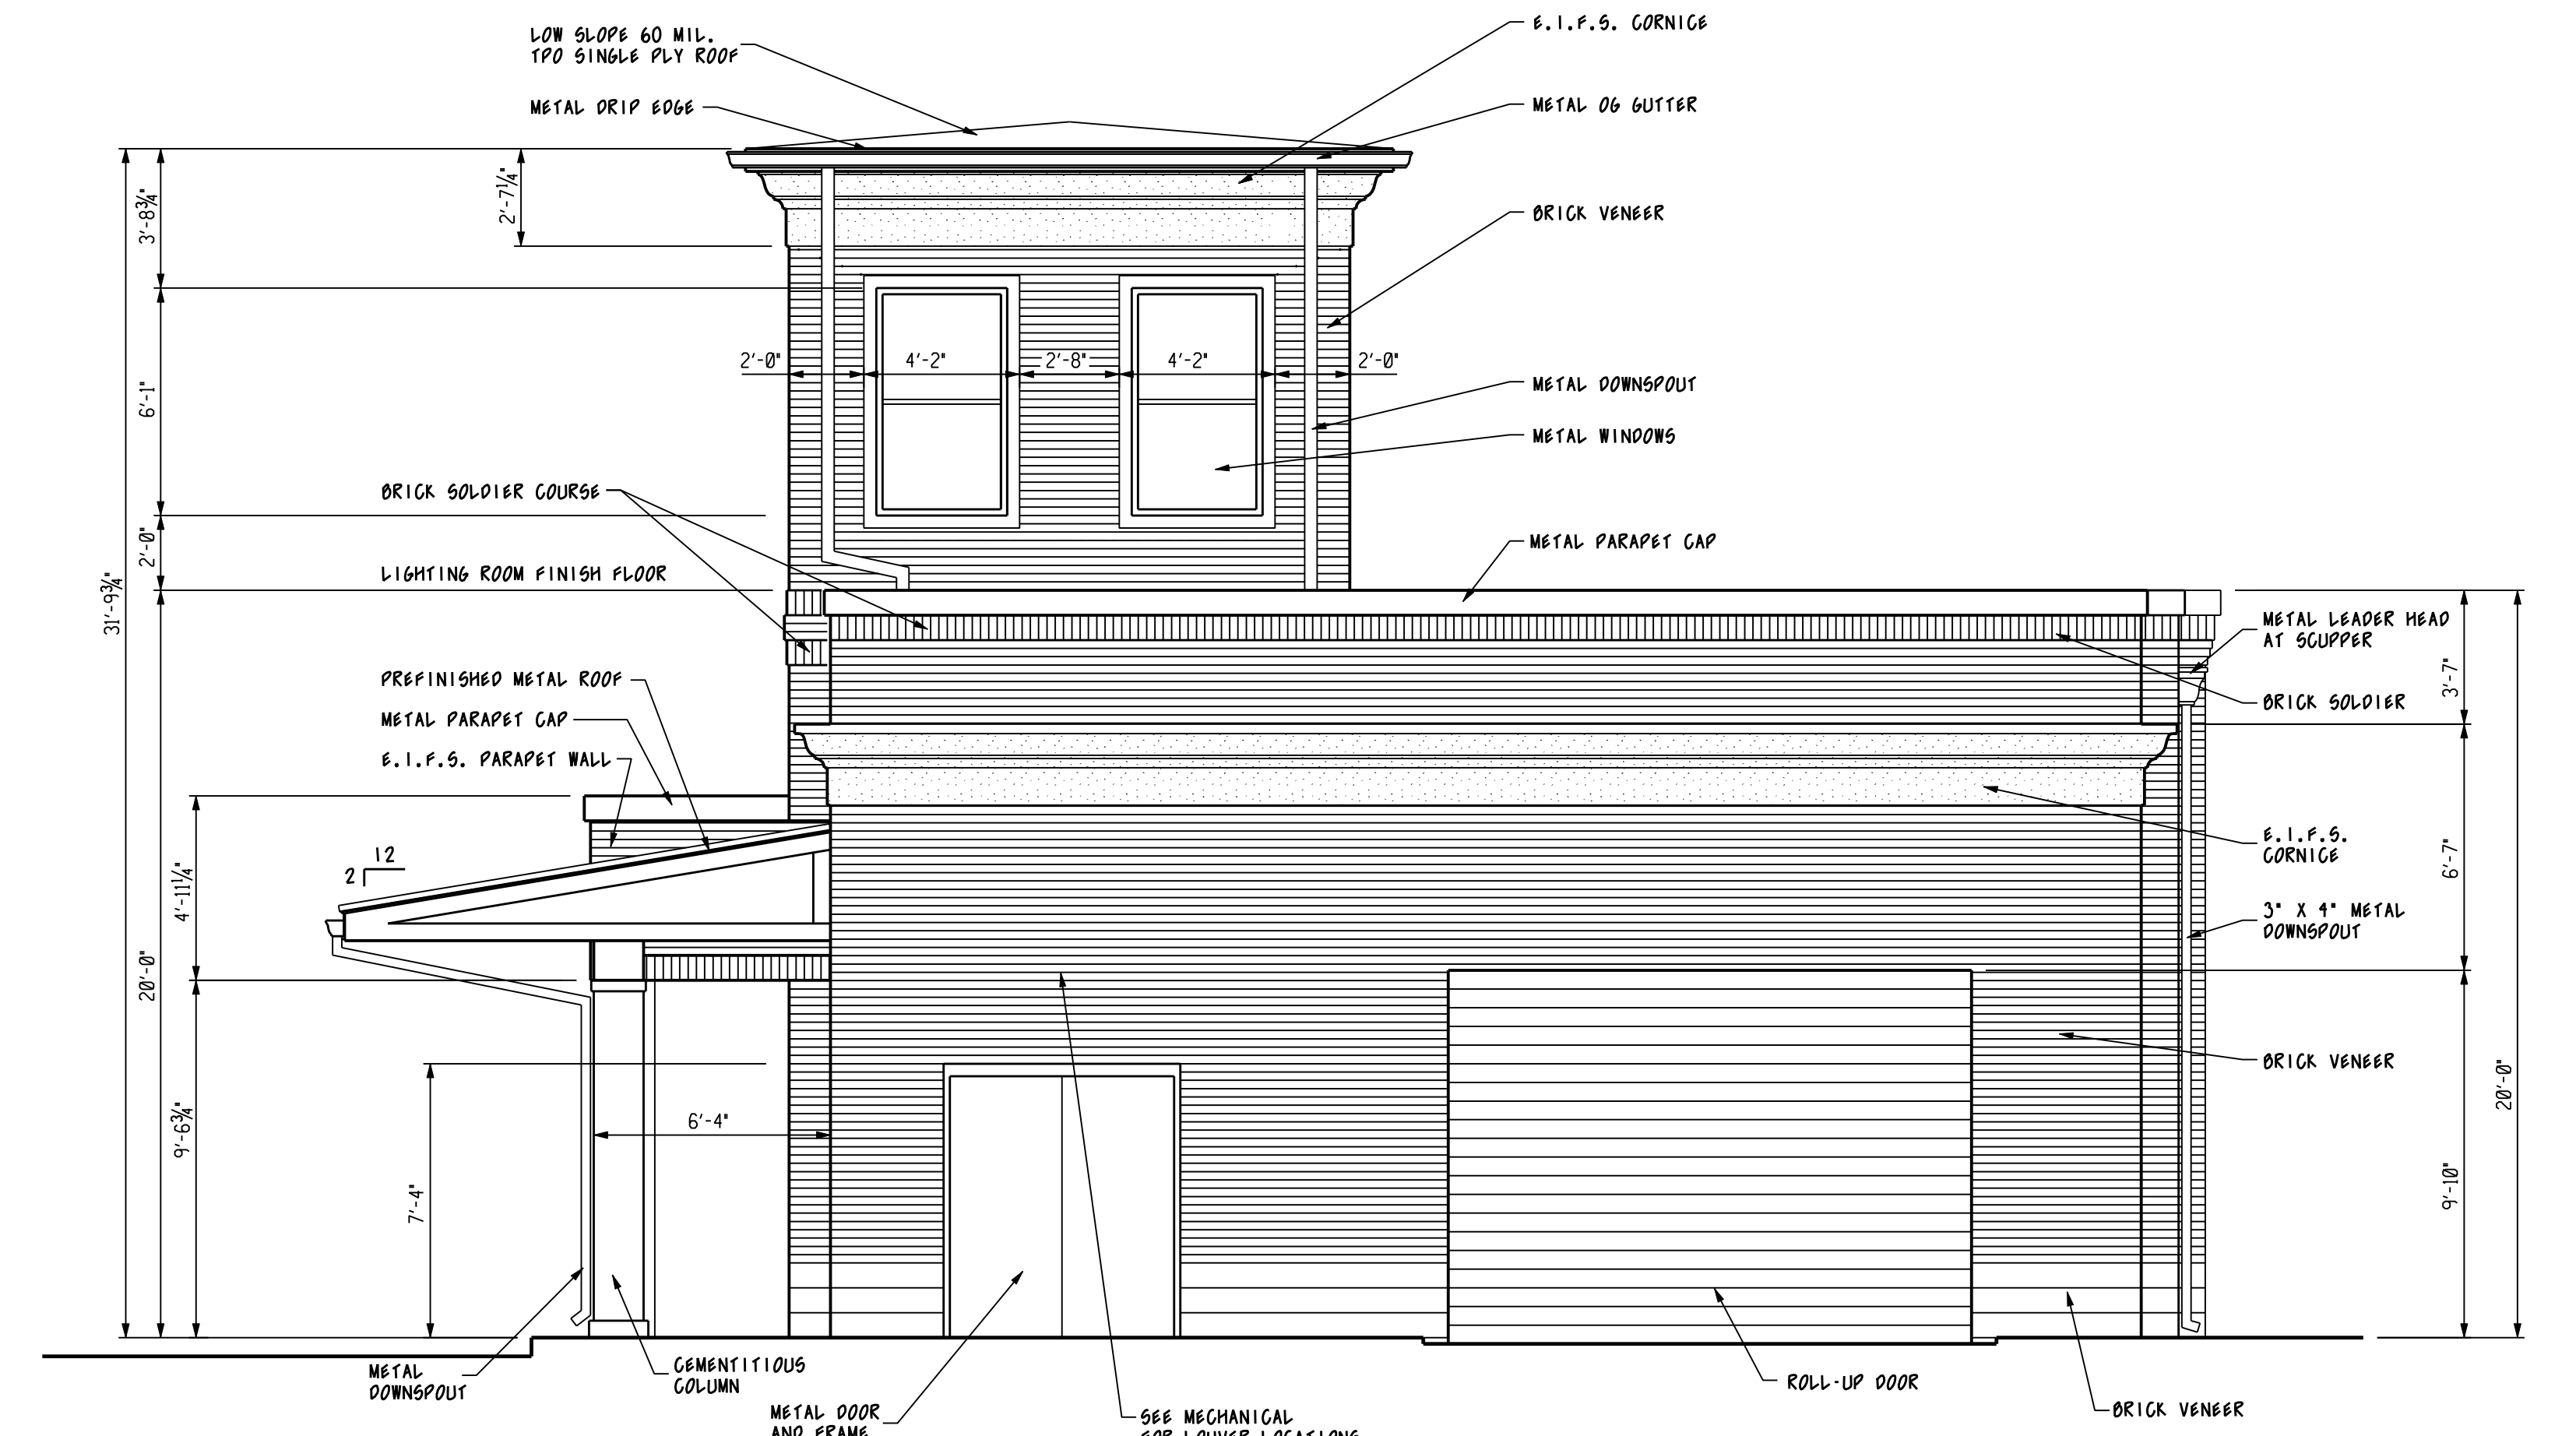 LOW SLOPE 60 MIL.
TPO SINGLE PLY ROOF
METAL DRIP EDGE
E.I.F.S. CORNICE
METAL OG GUTTER
BRICK VENEER
METAL DOWNSPOUT
METAL WINDOWS
3'-8¾"
2'-7¼"
6'-1"
2'-0"
31'-9¾"
20'-0"
2'-0"
4'-2"
2'-8"
4'-2"
2'-0"
BRICK SOLDIER COURSE
LIGHTING ROOM FINISH FLOOR
METAL PARAPET CAP
PREFINISHED METAL ROOF
METAL PARAPET CAP
E.I.F.S. PARAPET WALL
12
2
4'-11¼"
9'-6¾"
7'-4"
6'-4"
METAL LEADER HEAD
AT SCUPPER
BRICK SOLDIER
E.I.F.S.
CORNICE
3" X 4" METAL
DOWNSPOUT
BRICK VENEER
3'-7"
6'-7"
9'-10"
20'-0"
METAL
DOWNSPOUT
CEMENTITIOUS
COLUMN
METAL DOOR
AND FRAME
SEE MECHANICAL
FOR LOUVER LOCATIONS
ROLL-UP DOOR
BRICK VENEER